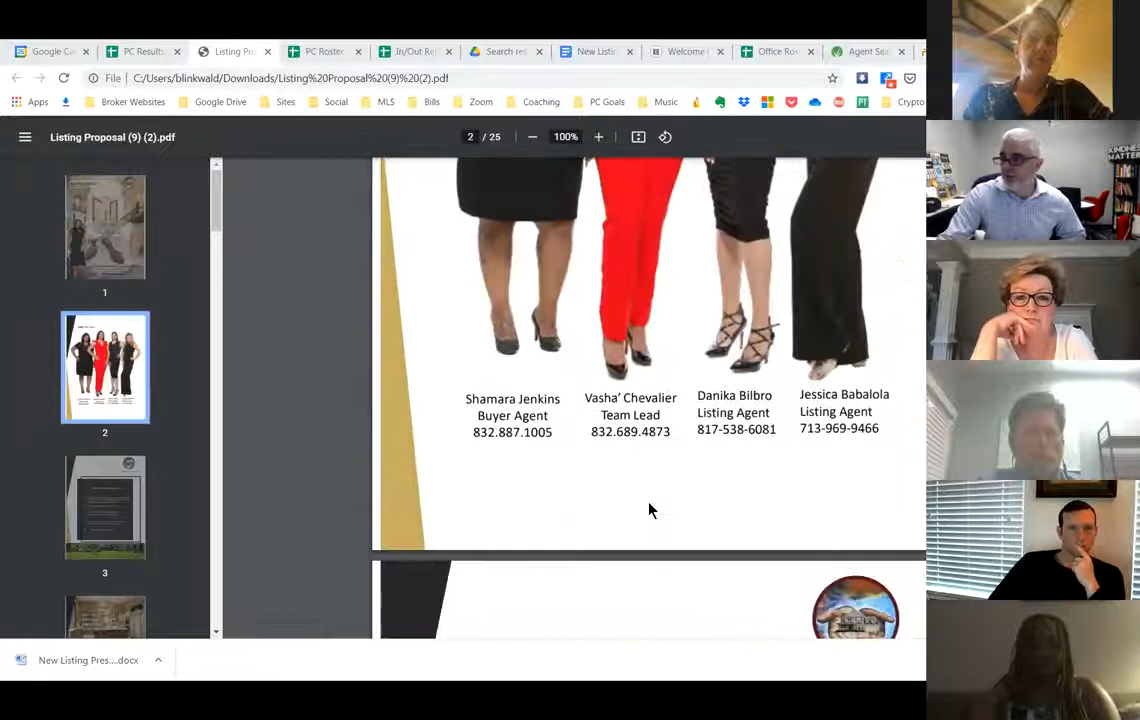 Google Ca
PC Results
Listing Pro
PC Roster
In/Out Re
Search res
New Listin
Welcome
Office Ros
Agent Sea
File
C:/Users/blinkwald/Downloads/Listing%20Proposal%20(9)%20(2).pdf
Apps
Broker Websites
Google Drive
Sites
Social
MLS
Bills
Zoom
Coaching
PC Goals
Music
Crypto
Listing Proposal (9) (2).pdf
2 / 25
100%
1
2
3
Shamara Jenkins
Buyer Agent
832.887.1005
Vasha' Chevalier
Team Lead
832.689.4873
Danika Bilbro
Listing Agent
817-538-6081
Jessica Babalola
Listing Agent
713-969-9466
New Listing Pres....docx
KINDNESS
MATTER